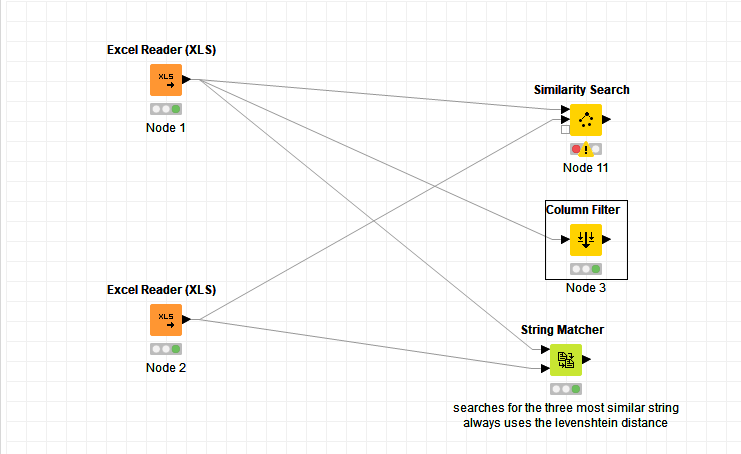 Excel Reader (XLS)
XLS
Node 1
Similarity Search
Node 11
Column Filter
Node 3
Excel Reader (XLS)
XLS
Node 2
String Matcher
searches for the three most similar string
always uses the levenshtein distance